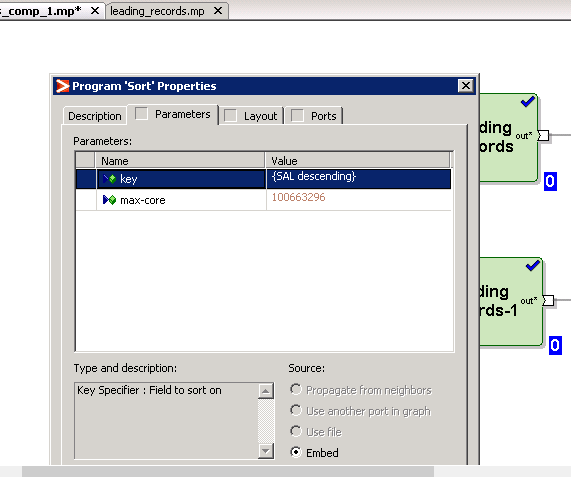 s_comp_1.mp*
leading_records.mp
Program 'Sort' Properties
Description
Parameters
Layout
Ports
Parameters:
Name
Value
key
{SAL descending}
max-core
100663296
Type and description:
Key Specifier : Field to sort on
Source:
Propagate from neighbors
Use another port in graph
Use file
Embed
ding
ords
out*
0
ding
rds-1
out*
0